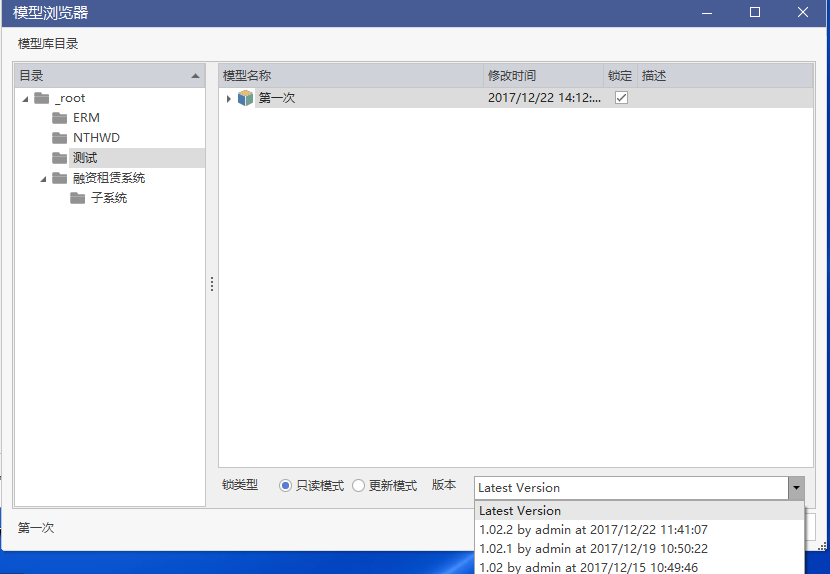 模型浏览器
模型库目录
目录
_root
ERM
NTHWD
测试
融资租赁系统
子系统
模型名称 修改时间 锁定 描述
第一次 2017/12/22 14:12:...
锁类型 只读模式 更新模式 版本 Latest Version
Latest Version
1.02.2 by admin at 2017/12/22 11:41:07
1.02.1 by admin at 2017/12/19 10:50:22
1.02 by admin at 2017/12/15 10:49:46
第一次